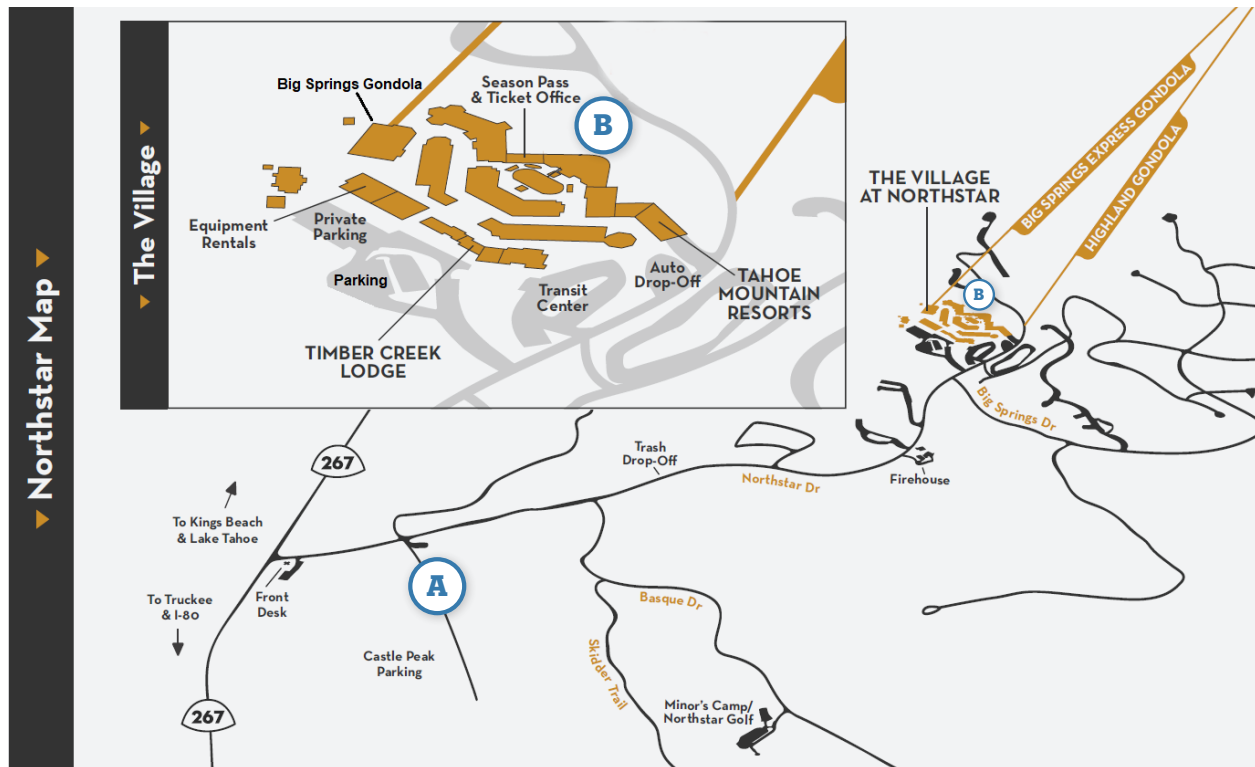 Northstar Map
The Village
Big Springs Gondola
Season Pass
& Ticket Office
B
Equipment
Rentals
Private
Parking
Parking
Transit
Center
Auto
Drop-Off
TAHOE
MOUNTAIN
RESORTS
TIMBER CREEK
LODGE
BIG SPRINGS EXPRESS GONDOLA
HIGHLAND GONDOLA
THE VILLAGE
AT NORTHSTAR
B
Big Springs Dr
267
Trash
Drop-Off
Northstar Dr
Firehouse
To Kings Beach
& Lake Tahoe
A
Front
Desk
To Truckee
& I-80
Castle Peak
Parking
Basque Dr
Skidder Trail
Minor's Camp/
Northstar Golf
267